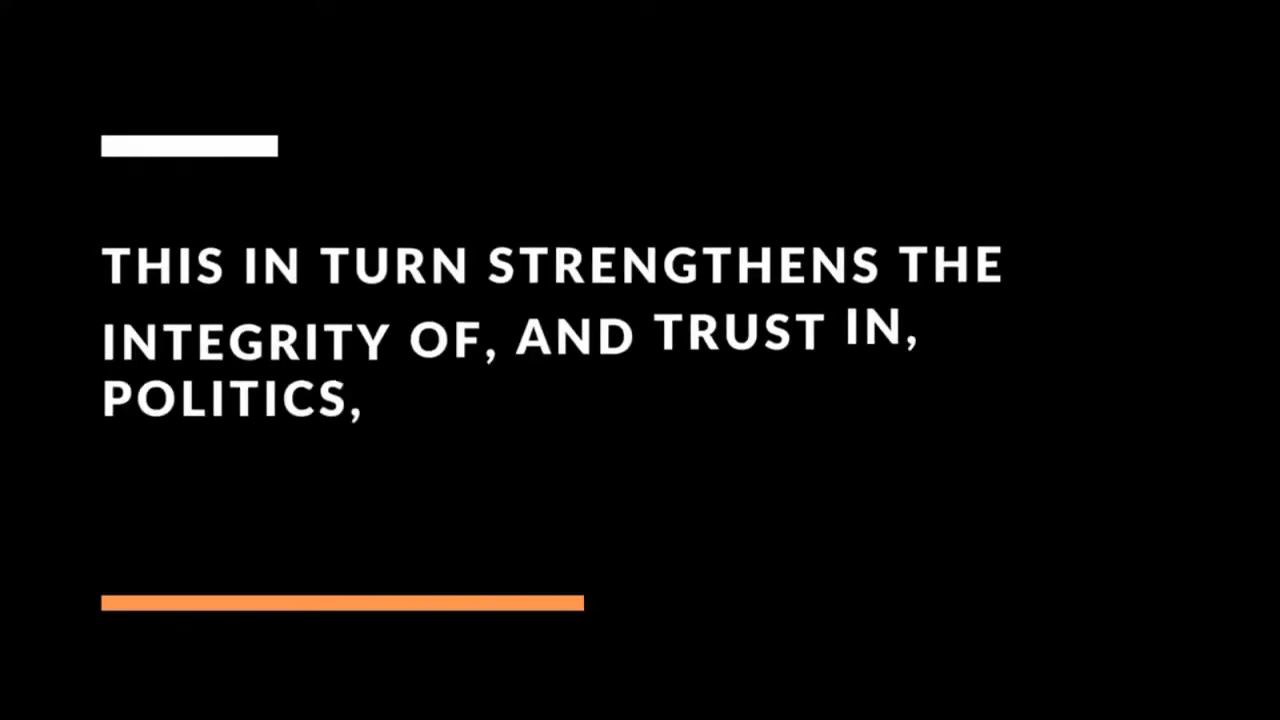 THIS IN TURN STRENGTHENS THE
INTEGRITY OF, AND TRUST IN,
POLITICS,